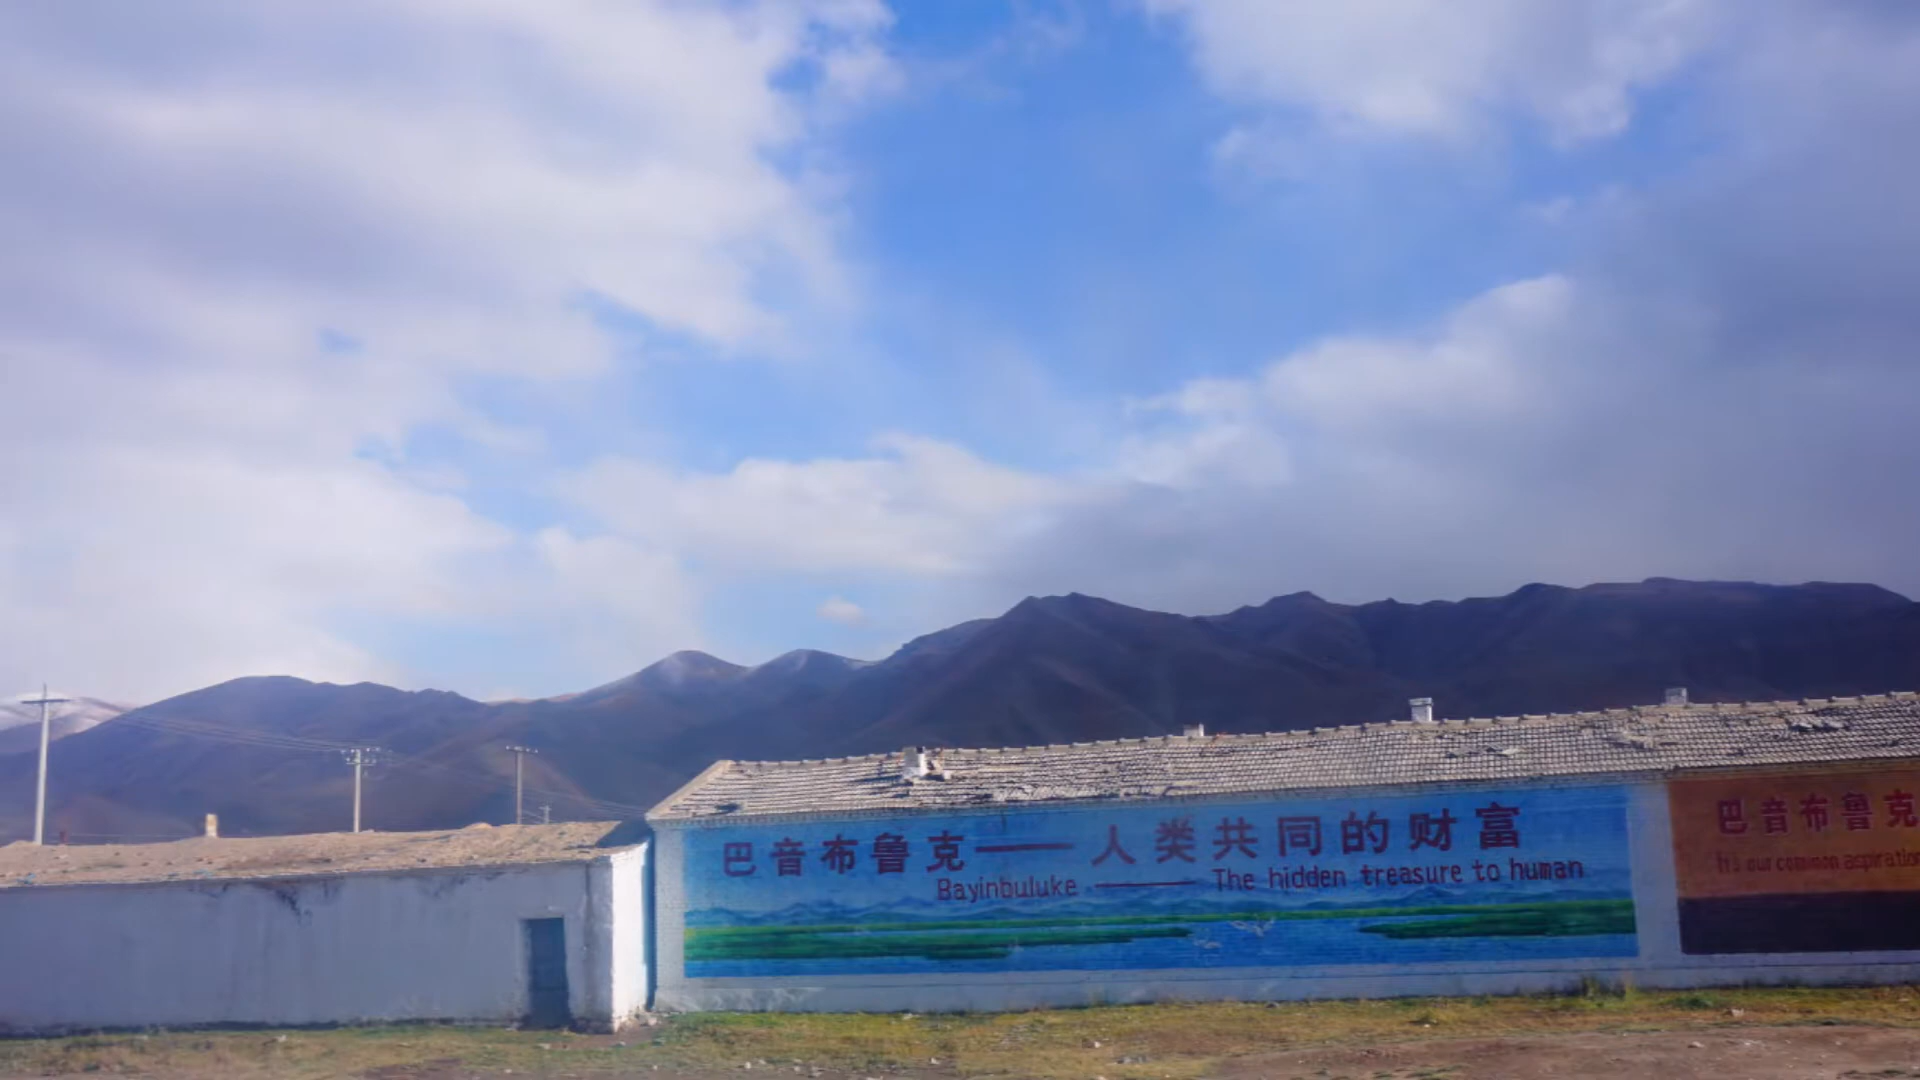 巴音布鲁克——人类共同的财富
Bayinbuluke —— The hidden treasure to human
巴音布鲁克
It's our common aspiration